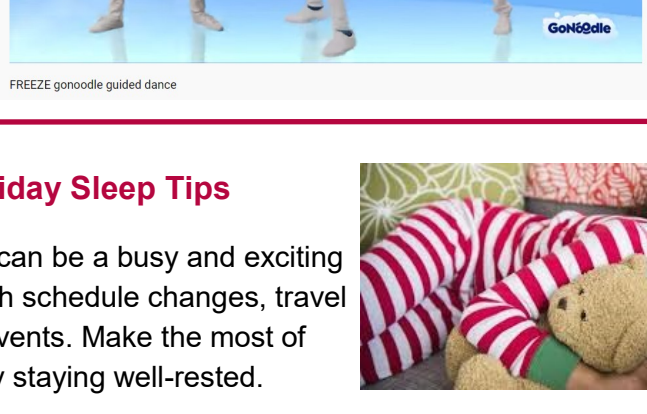 GoNoodle
FREEZE gonoodle guided dance
iday Sleep Tips
can be a busy and exciting
h schedule changes, travel
vents. Make the most of
y staying well-rested.